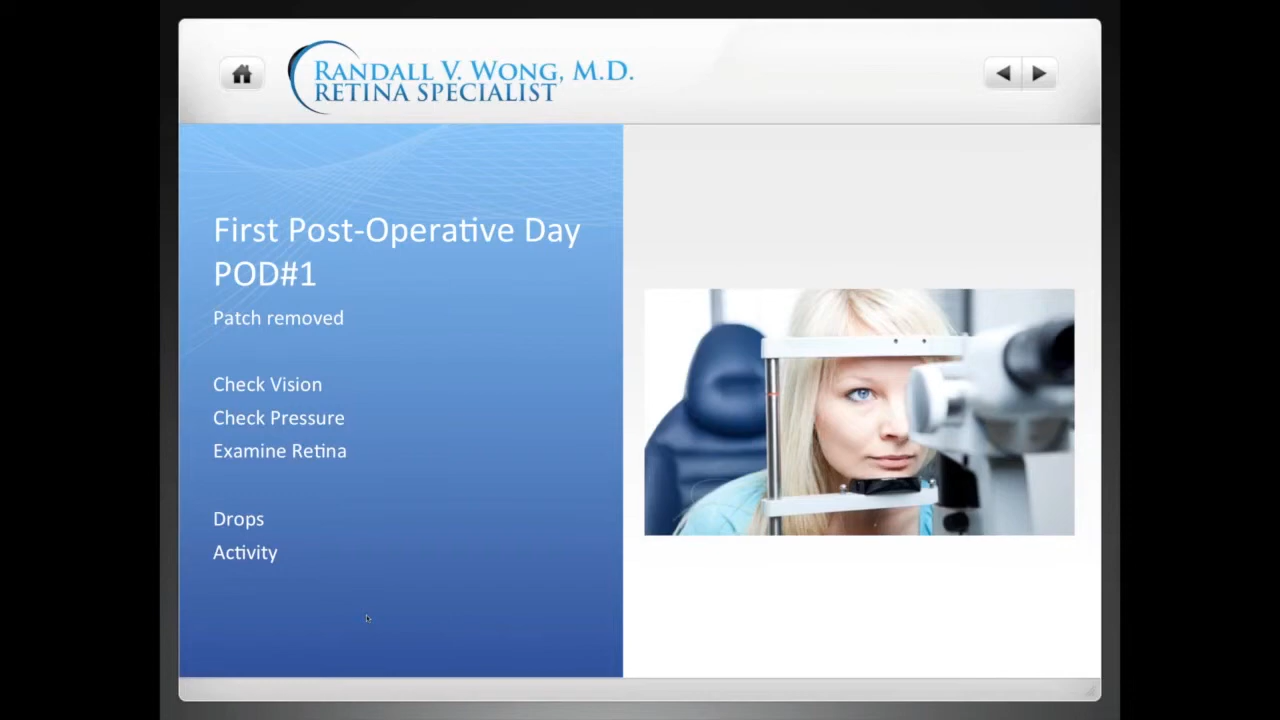 RANDALL V. WONG, M.D.
RETINA SPECIALIST
First Post-Operative Day
POD#1
Patch removed
Check Vision
Check Pressure
Examine Retina
Drops
Activity